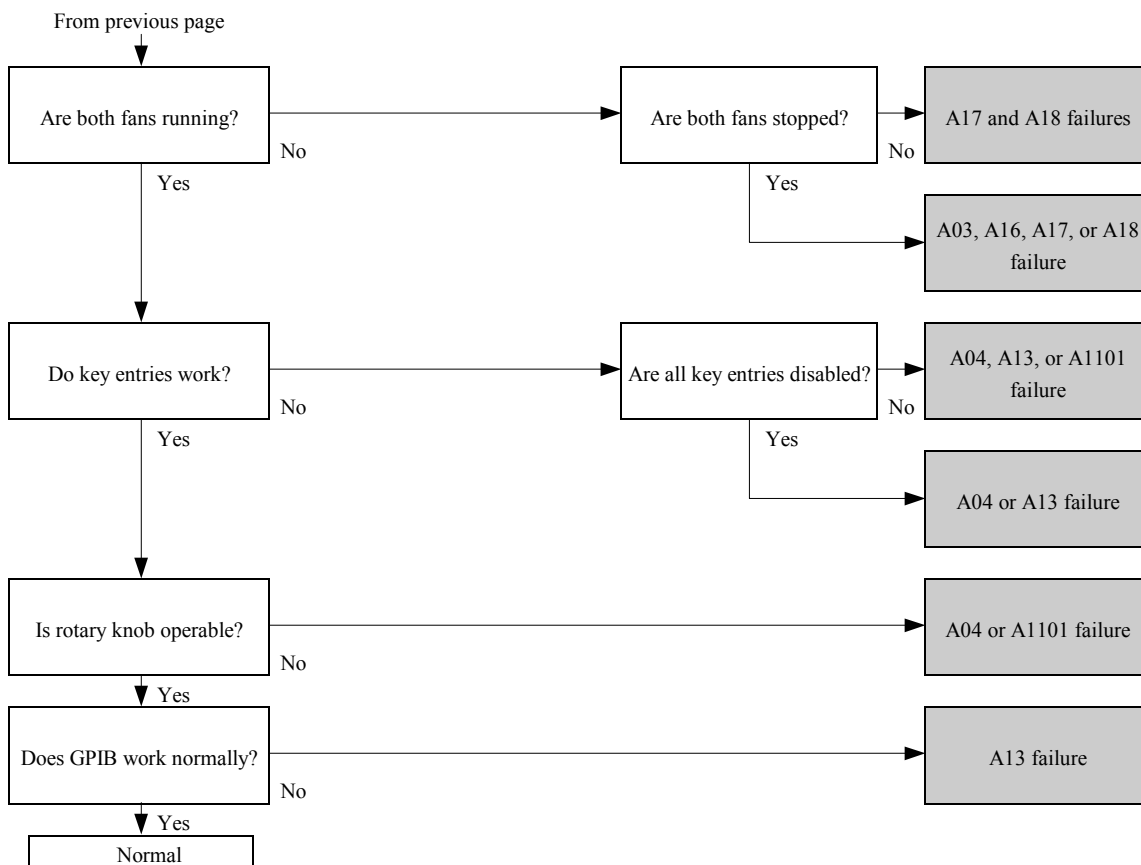 From previous page
Are both fans running?
No
Yes
Are both fans stopped?
No
Yes
A17 and A18 failures
A03, A16, A17, or A18
failure
Do key entries work?
No
Yes
Are all key entries disabled?
No
Yes
A04, A13, or A1101
failure
A04 or A13 failure
Is rotary knob operable?
No
Yes
A04 or A1101 failure
Does GPIB work normally?
No
Yes
A13 failure
Normal